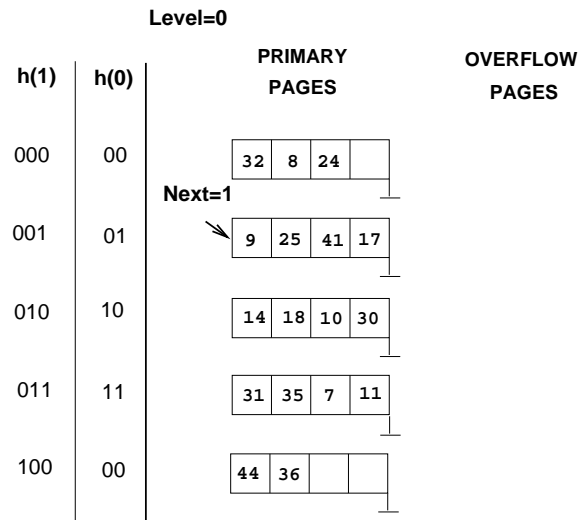 Level=0
h(1) h(0) PRIMARY PAGES OVERFLOW PAGES
000 00 32 8 24
Next=1
001 01 9 25 41 17
010 10 14 18 10 30
011 11 31 35 7 11
100 00 44 36